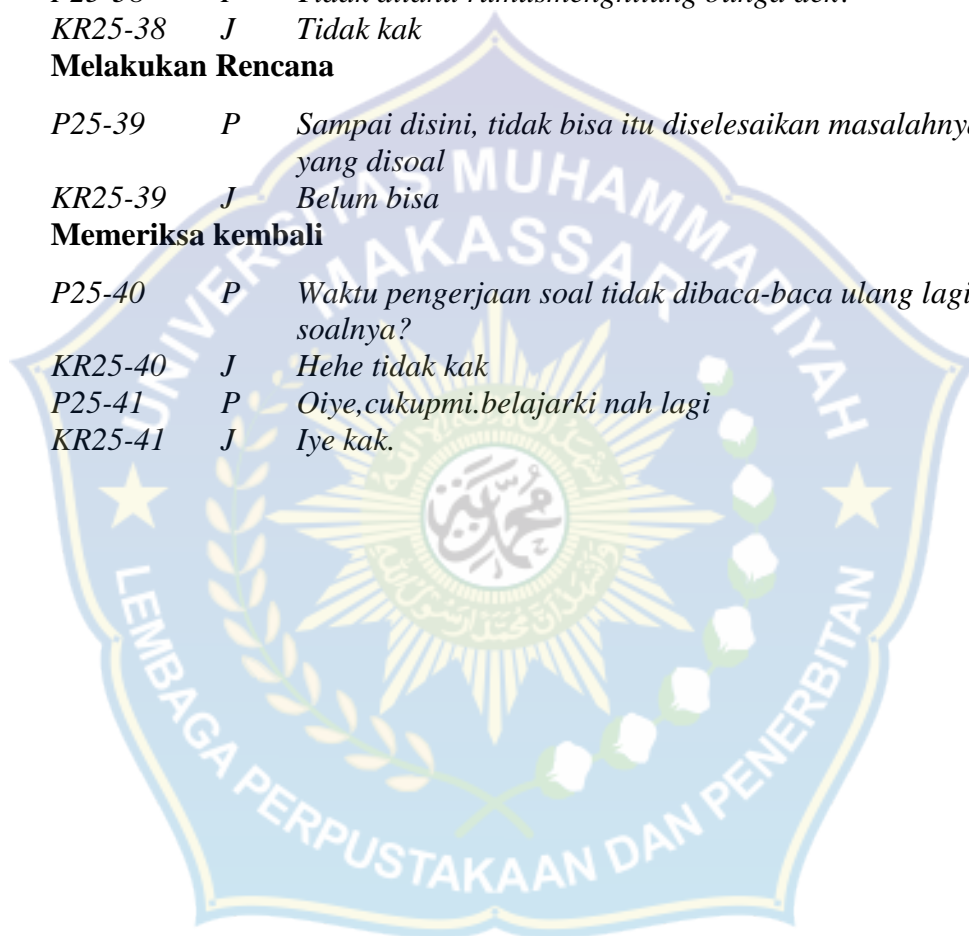 KR25-38 J Tidak kak
Melakukan Rencana
P25-39 P Sampai disini, tidak bisa itu diselesaikan masalahnya
yang disoal
KR25-39 J Belum bisa
Memeriksa kembali
P25-40 P Waktu pengerjaan soal tidak dibaca-baca ulang lagi
soalnya?
KR25-40 J Hehe tidak kak
P25-41 P Oiye,cukupmi.belajarki nah lagi
KR25-41 J Iye kak.
UNIVERSITAS MUHAMMADIYAH
MAKASSAR
محمد
LEMBAGA PERPUSTAKAAN DAN PENERBITAN